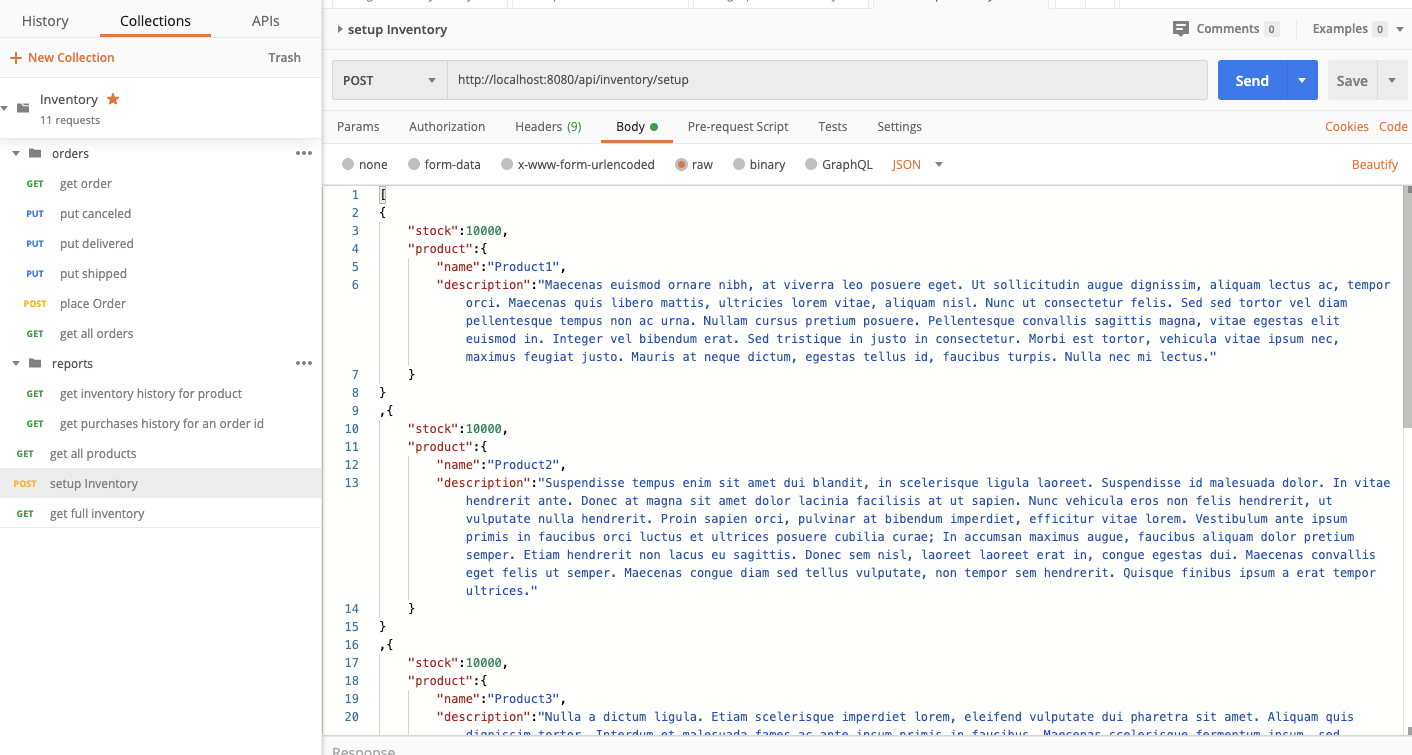 History Collections APIs
New Collection Trash
Inventory
11 requests
orders
GET get order
PUT put canceled
PUT put delivered
PUT put shipped
POST place Order
GET get all orders
reports
GET get inventory history for product
GET get purchases history for an order id
GET get all products
POST setup Inventory
GET get full inventory
setup Inventory Comments 0 Examples 0
POST http://localhost:8080/api/inventory/setup Send Save
Params Authorization Headers (9) Body Pre-request Script Tests Settings Cookies Code
none form-data x-www-form-urlencoded raw binary GraphQL JSON Beautify
1 [
2 {
3 "stock":10000,
4 "product":{
5 "name":"Product1",
6 "description":"Maecenas euismod ornare nibh, at viverra leo posuere eget. Ut sollicitudin augue dignissim, aliquam lectus ac, tempor
orci. Maecenas quis libero mattis, ultricies lorem vitae, aliquam nisl. Nunc ut consectetur felis. Sed sed tortor vel diam
pellentesque tempus non ac urna. Nullam cursus pretium posuere. Pellentesque convallis sagittis magna, vitae egestas elit
euismod in. Integer vel bibendum erat. Sed tristique in justo in consectetur. Morbi est tortor, vehicula vitae ipsum nec,
maximus feugiat justo. Mauris at neque dictum, egestas tellus id, faucibus turpis. Nulla nec mi lectus."
7 }
8 }
9 ,{
10 "stock":10000,
11 "product":{
12 "name":"Product2",
13 "description":"Suspendisse tempus enim sit amet dui blandit, in scelerisque ligula laoreet. Suspendisse id malesuada dolor. In vitae
hendrerit ante. Donec at magna sit amet dolor lacinia facilisis at ut sapien. Nunc vehicula eros non felis hendrerit, ut
vulputate nulla hendrerit. Proin sapien orci, pulvinar at bibendum imperdiet, efficitur vitae lorem. Vestibulum ante ipsum
primis in faucibus orci luctus et ultrices posuere cubilia curae; In accumsan maximus augue, faucibus aliquam dolor pretium
semper. Etiam hendrerit non lacus eu sagittis. Donec sem nisl, laoreet laoreet erat in, congue egestas dui. Maecenas convallis
eget felis ut semper. Maecenas congue diam sed tellus vulputate, non tempor sem hendrerit. Quisque finibus ipsum a erat tempor
ultrices."
14 }
15 }
16 ,{
17 "stock":10000,
18 "product":{
19 "name":"Product3",
20 "description":"Nulla a dictum ligula. Etiam scelerisque imperdiet lorem, eleifend vulputate dui pharetra sit amet. Aliquam quis
dignissim tortor. Interdum et malesuada fames ac ante ipsum primis in faucibus. Maecenas scelerisque fermentum ipsum, sed
Response